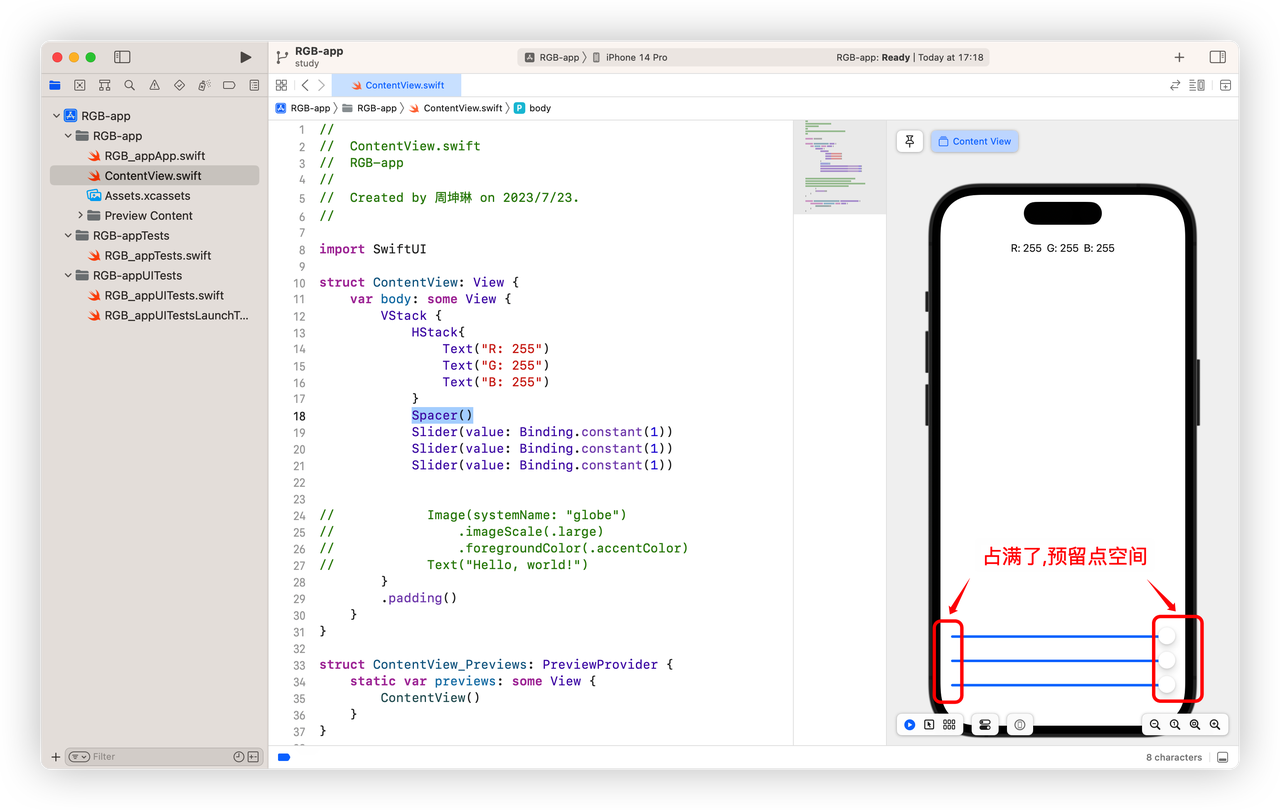 RGB-app
study
RGB-app
iPhone 14 Pro
RGB-app: Ready | Today at 17:18
ContentView.swift
RGB-app
RGB-app
ContentView.swift
body
RGB-app
RGB-app
RGB_appApp.swift
ContentView.swift
Assets.xcassets
Preview Content
RGB-appTests
RGB_appTests.swift
RGB-appUITests
RGB_appUITests.swift
RGB_appUITestsLaunchT...
Filter
1 //
2 //  ContentView.swift
3 //  RGB-app
4 //
5 //  Created by 周坤琳 on 2023/7/23.
6 //
7
8 import SwiftUI
9
10 struct ContentView: View {
11     var body: some View {
12         VStack {
13             HStack{
14                 Text("R: 255")
15                 Text("G: 255")
16                 Text("B: 255")
17             }
18             Spacer()
19             Slider(value: Binding.constant(1))
20             Slider(value: Binding.constant(1))
21             Slider(value: Binding.constant(1))
22
23
24 //            Image(systemName: "globe")
25 //                .imageScale(.large)
26 //                .foregroundColor(.accentColor)
27 //            Text("Hello, world!")
28         }
29         .padding()
30     }
31 }
32
33 struct ContentView_Previews: PreviewProvider {
34     static var previews: some View {
35         ContentView()
36     }
37 }
Content View
R: 255 G: 255 B: 255
占满了,预留点空间
8 characters